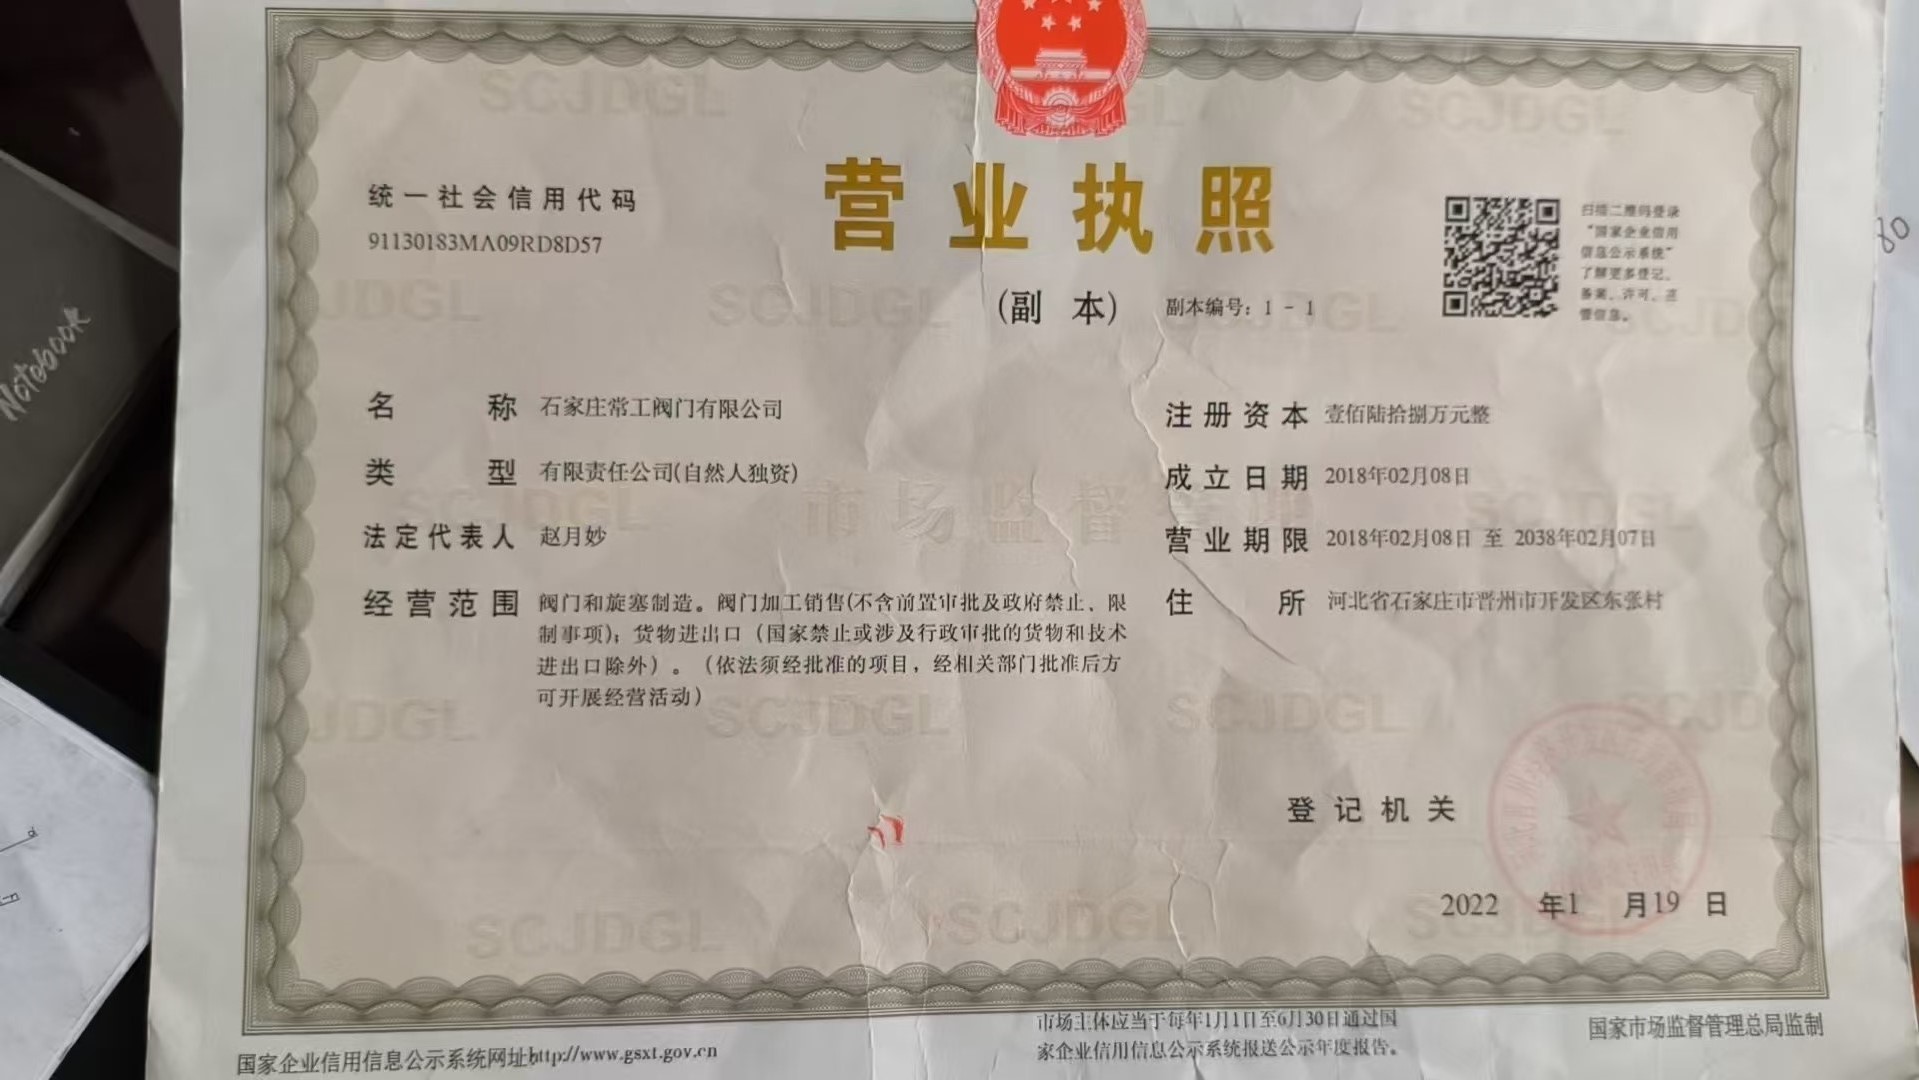 统一社会信用代码
91130183MA09RD8D57
营业执照
(副 本) 副本编号：1 - 1
扫描二维码登录
“国家企业信用
信息公示系统”
了解更多登记、
备案、许可、监
管信息。
名 称 石家庄常工阀门有限公司
类 型 有限责任公司(自然人独资)
法定代表人 赵月妙
经营范围 阀门和旋塞制造。阀门加工销售(不含前置审批及政府禁止、限
制事项)；货物进出口（国家禁止或涉及行政审批的货物和技术
进出口除外）。（依法须经批准的项目，经相关部门批准后方
可开展经营活动）
注册资本 壹佰陆拾捌万元整
成立日期 2018年02月08日
营业期限 2018年02月08日 至 2038年02月07日
住 所 河北省石家庄市晋州市开发区东张村
登记机关
2022 年1 月19 日
国家企业信用信息公示系统网址http://www.gsxt.gov.cn
市场主体应当于每年1月1日至6月30日通过国
家企业信用信息公示系统报送公示年度报告。
国家市场监督管理总局监制
SCJDGL
市场监督管理
Notebook
80